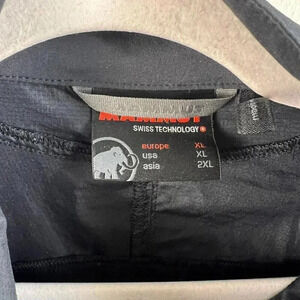 MAMMUT
SWISS TECHNOLOGY
europe XL
usa XL
asia 2XL